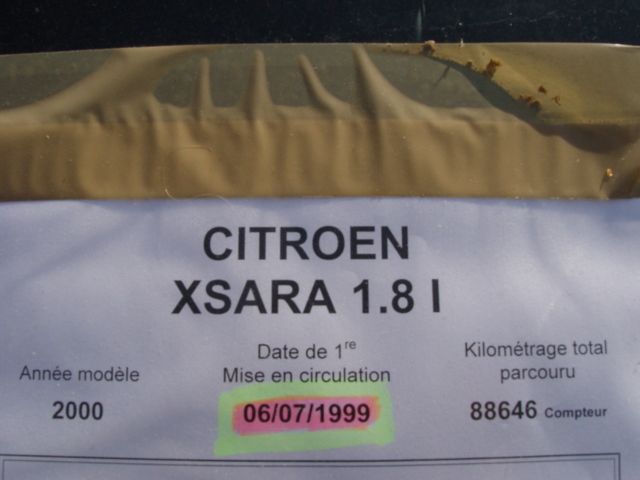 CITROEN
XSARA 1.8 I
Année modèle
2000
Date de 1re
Mise en circulation
06/07/1999
Kilométrage total
parcouru
88646 Compteur